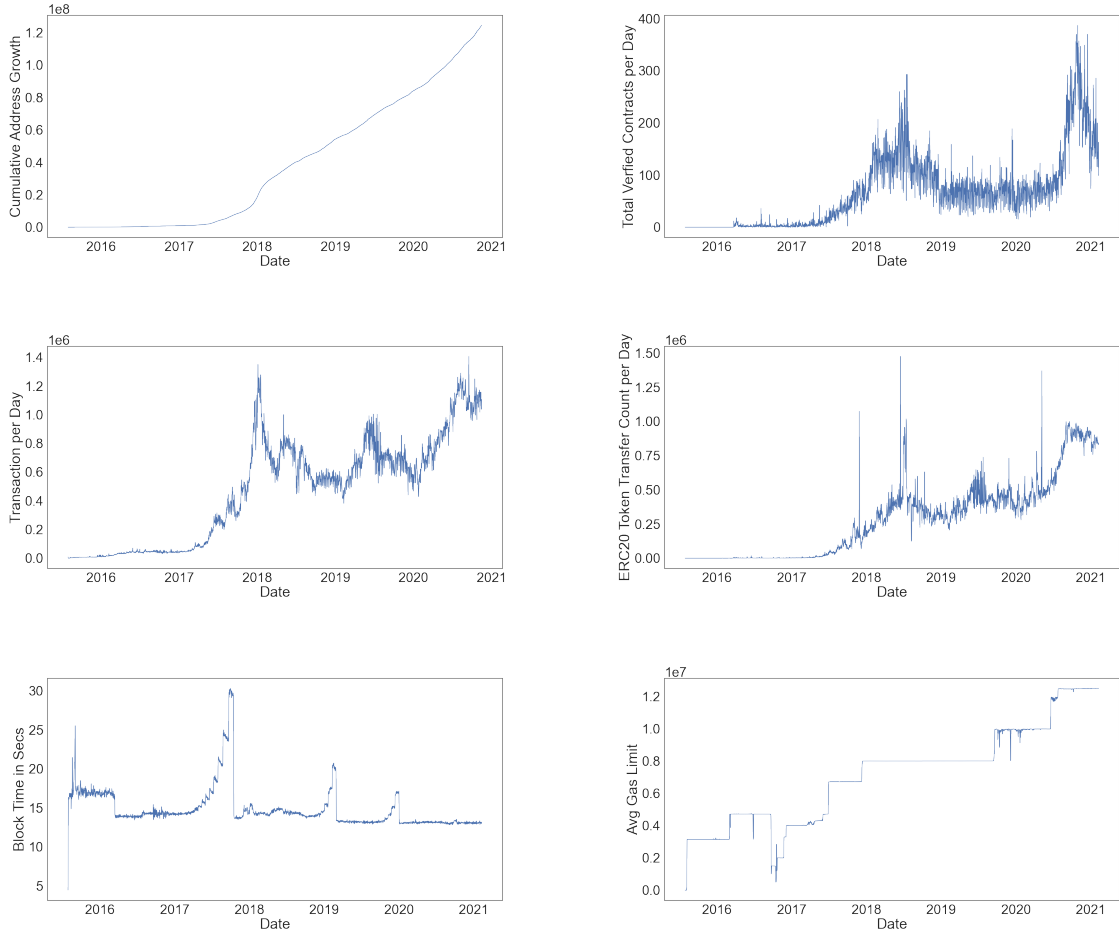 1e8
Cumulative Address Growth
1.2
1.0
0.8
0.6
0.4
0.2
0.0
2016 2017 2018 2019 2020 2021
Date
Total Verfied Contracts per Day
400
300
200
100
0
2016 2017 2018 2019 2020 2021
Date
1e6
Transaction per Day
1.4
1.2
1.0
0.8
0.6
0.4
0.2
0.0
2016 2017 2018 2019 2020 2021
Date
1e6
ERC20 Token Transfer Count per Day
1.50
1.25
1.00
0.75
0.50
0.25
0.00
2016 2017 2018 2019 2020 2021
Date
Block Time in Secs
30
25
20
15
10
5
2016 2017 2018 2019 2020 2021
Date
1e7
Avg Gas Limit
1.2
1.0
0.8
0.6
0.4
0.2
0.0
2016 2017 2018 2019 2020 2021
Date